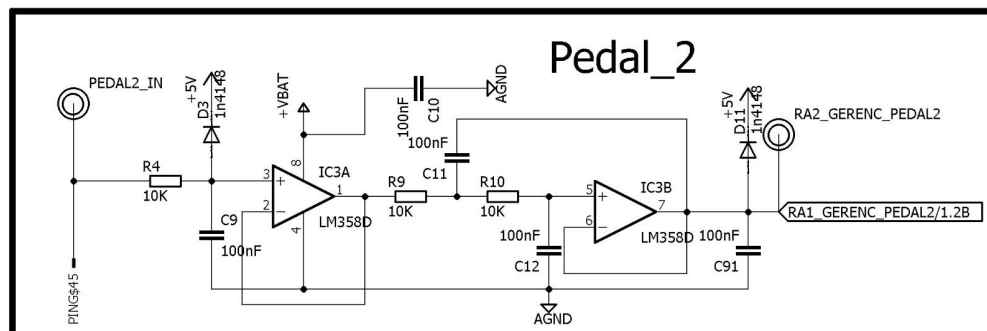 Pedal_2
PEDAL2_IN
+5V
D3
1n4148
+VBAT
100nF
C10
AGND
+5V
D11
1n4148
RA2_GERENC_PEDAL2
R4
10K
3
2
8
4
1
IC3A
LM358D
C9
100nF
100nF
C11
R9
10K
R10
10K
5
6
7
IC3B
LM358D
100nF
C12
100nF
C91
RA1_GERENC_PEDAL2/1.2B
PING$45
AGND
+
−
+
−